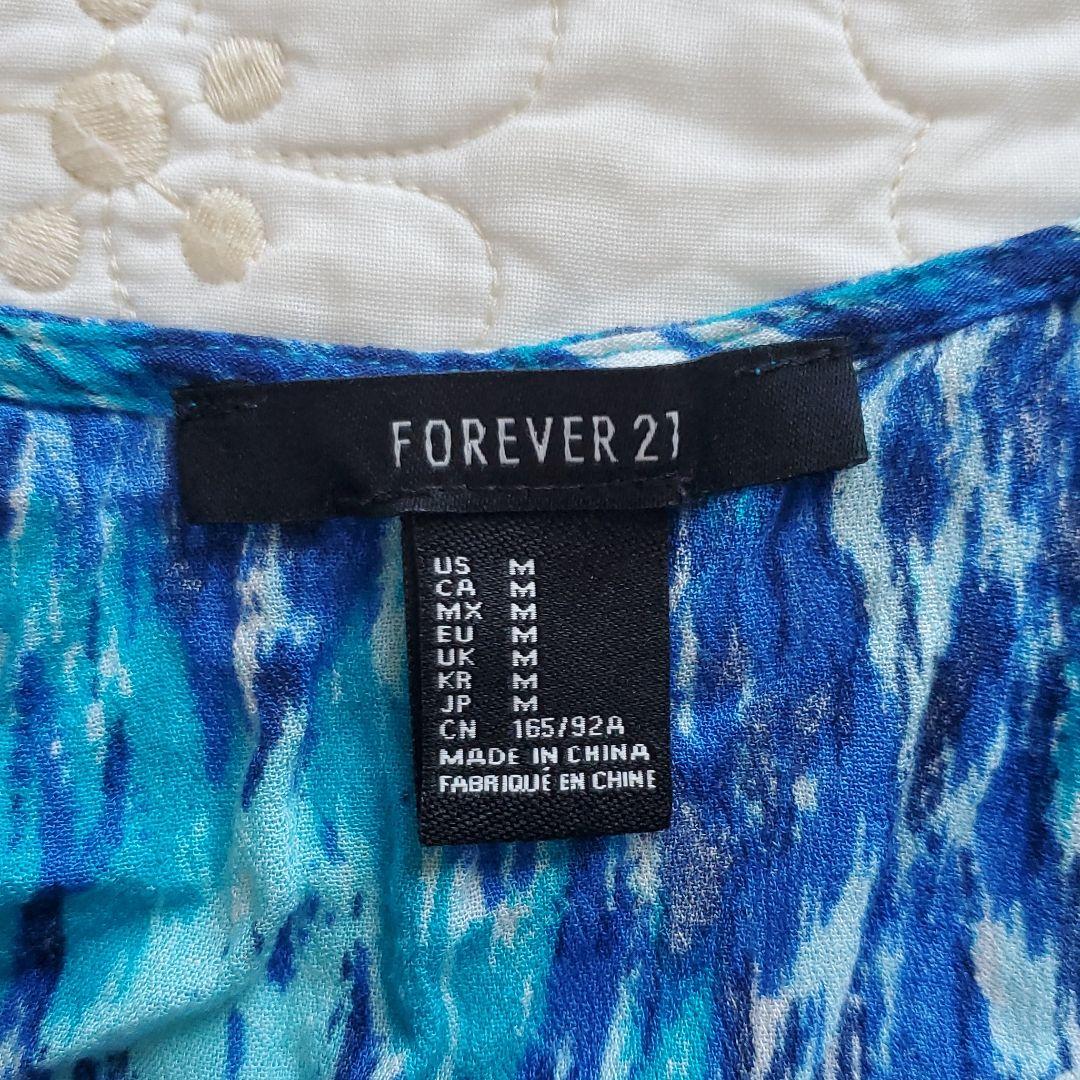 FOREVER 21
US M
CA M
MX M
EU M
UK M
KR M
JP M
CN 165/92A
MADE IN CHINA
FABRIQUÉ EN CHINE